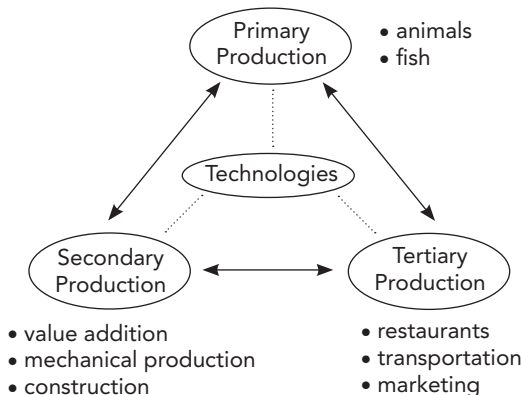 Primary
Production
• animals
• fish
Technologies
Secondary
Production
Tertiary
Production
• value addition
• mechanical production
• construction
• restaurants
• transportation
• marketing